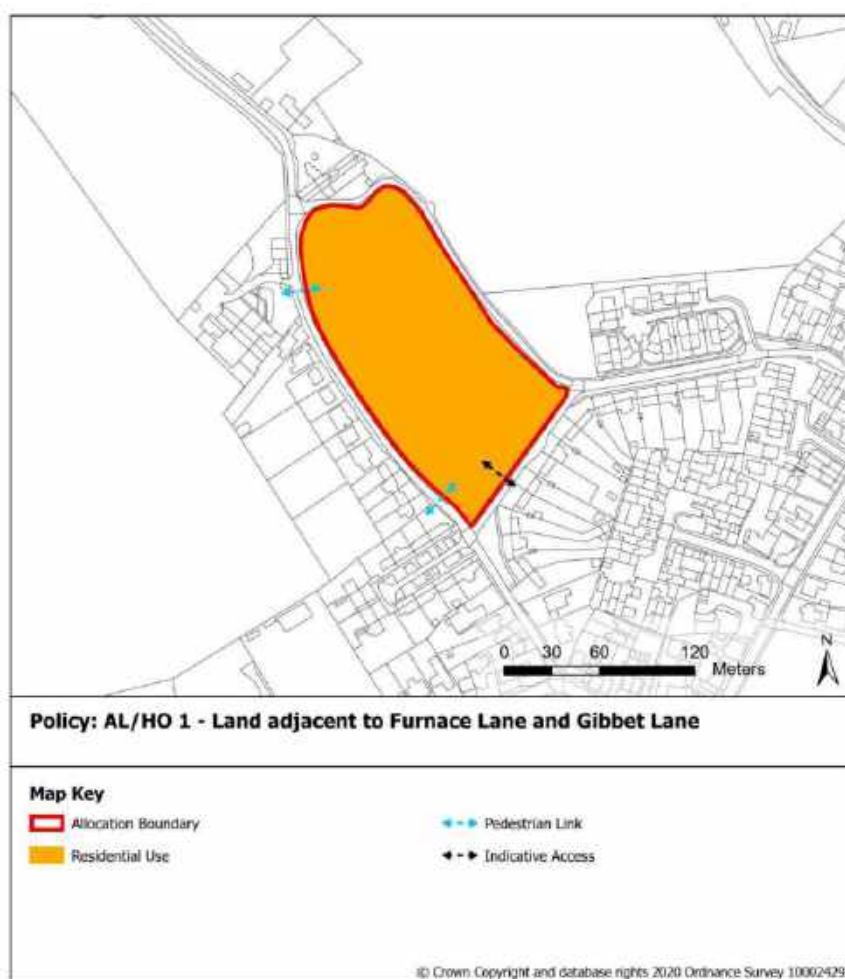 N
0 30 60 120
Meters
Policy: AL/HO 1 - Land adjacent to Furnace Lane and Gibbet Lane
Map Key
Allocation Boundary
Pedestrian Link
Residential Use
Indicative Access
© Crown Copyright and database rights 2020 Ordnance Survey 10002429